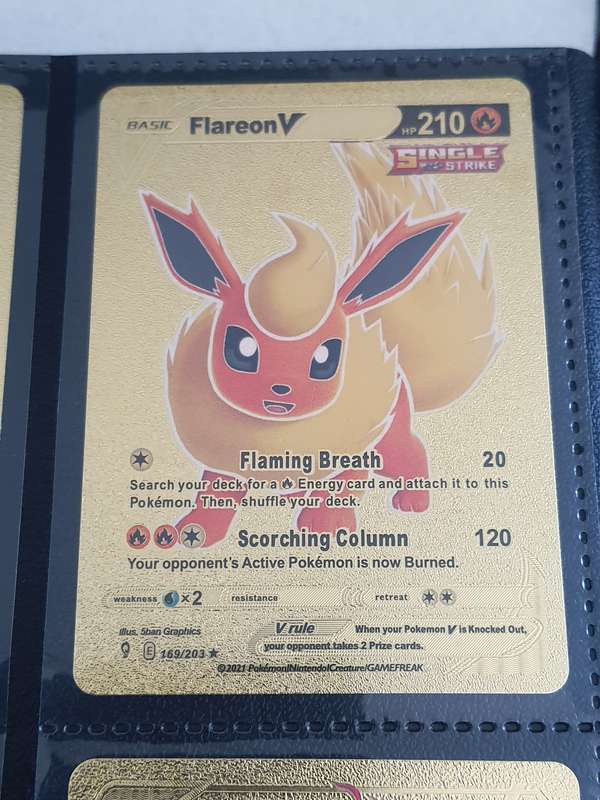 BASIC FlareonV HP 210
SINGLE STRIKE
Flaming Breath 20
Search your deck for a Energy card and attach it to this
Pokémon. Then, shuffle your deck.
Scorching Column 120
Your opponent's Active Pokémon is now Burned.
weakness ×2 resistance retreat
illus. 5ban Graphics
V rule When your Pokemon V is Knocked Out,
your opponent takes 2 Prize cards.
E 169/203 ★
©2021 Pokémon/Nintendo/Creature/GAMEFREAK